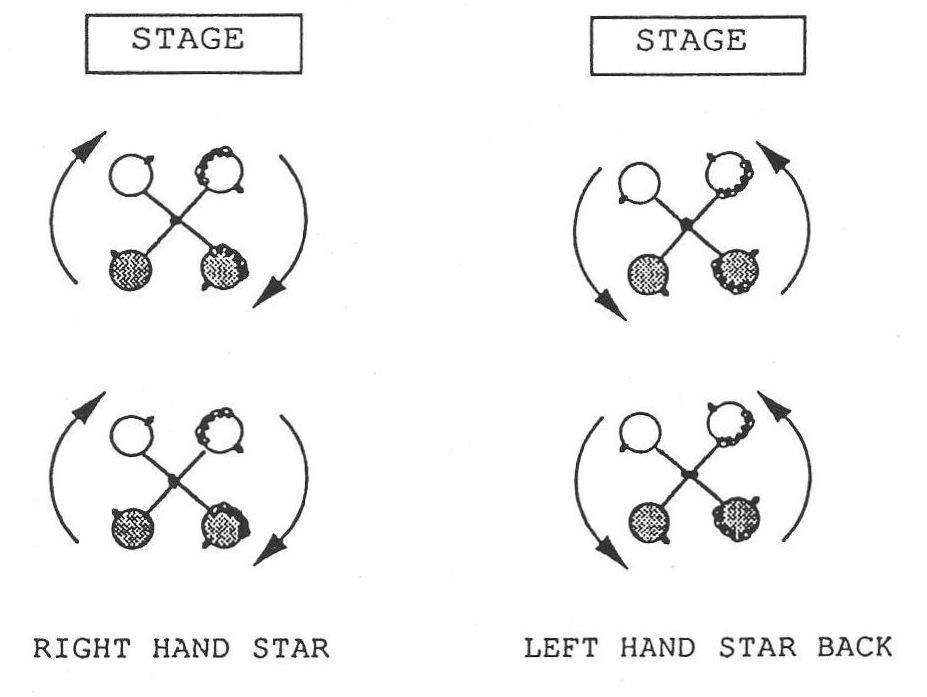 STAGE
STAGE
RIGHT HAND STAR
LEFT HAND STAR BACK